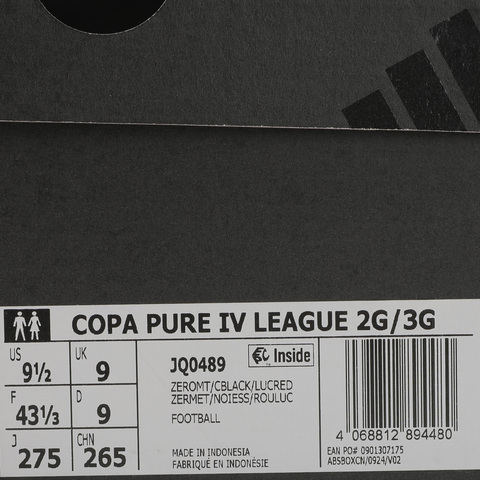 COPA PURE IV LEAGUE 2G/3G
US 9½ UK 9
F 43⅓ D 9
J 275 CHN 265
JQ0489
Inside
ZEROMT/CBLACK/LUCRED
ZERMET/NOIESS/ROULUC
FOOTBALL
MADE IN INDONESIA
FABRIQUÉ EN INDONÉSIE
4 068812 894480
EAN PO# 0901307175
ABSBOXCN/0924/V02